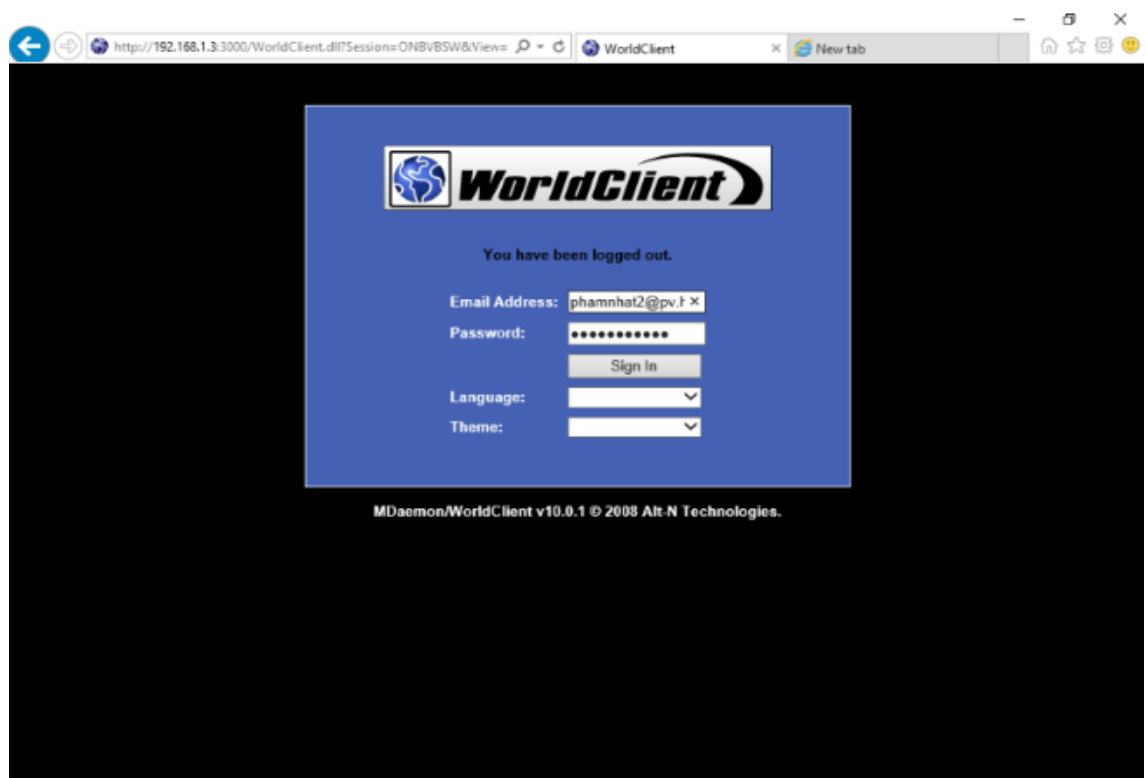 http://192.168.1.3:3000/WorldClient.dll?Session=ONBVBSW&View=
WorldClient
New tab
WorldClient
You have been logged out.
Email Address: phamnhat2@pv.
Password:
Sign In
Language:
Theme:
MDaemon/WorldClient v10.0.1 © 2008 Alt-N Technologies.